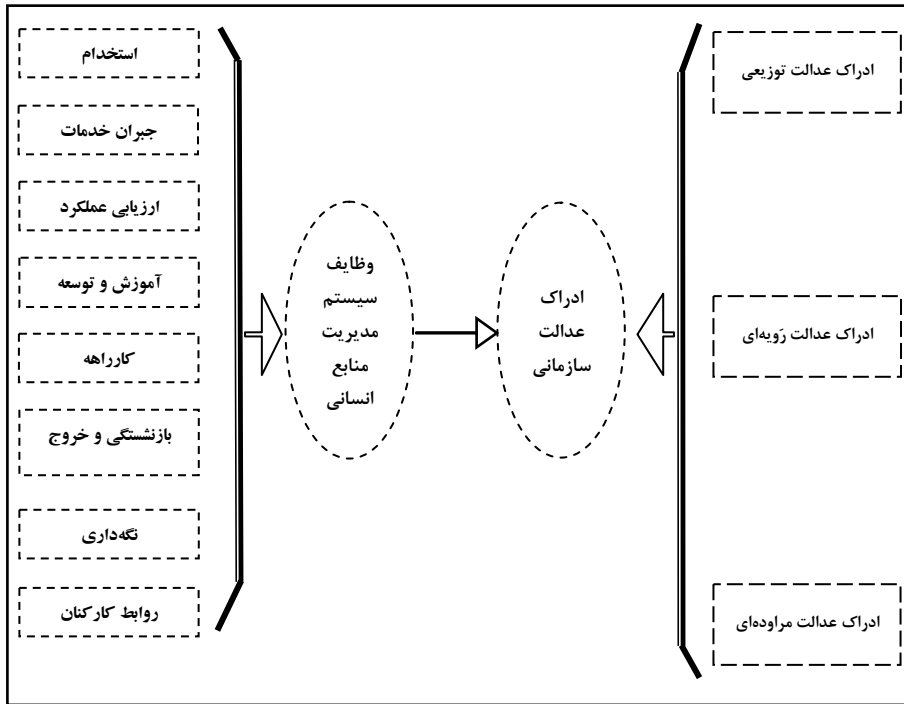 استخدام
جبران خدمات
ارزیابی عملکرد
آموزش و توسعه
کارراهه
بازنشستگی و خروج
نگه‌داری
روابط کارکنان
وظایف
سیستم
مدیریت
منابع
انسانی
ادراک
عدالت
سازمانی
ادراک عدالت توزیعی
ادراک عدالت رَویه‌ای
ادراک عدالت مراوده‌ای